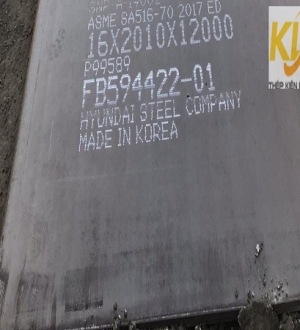 ASME SA516-70 2017 ED
16X2010X12000
P99589
FB594422-01
HYUNDAI STEEL COMPANY
MADE IN KOREA